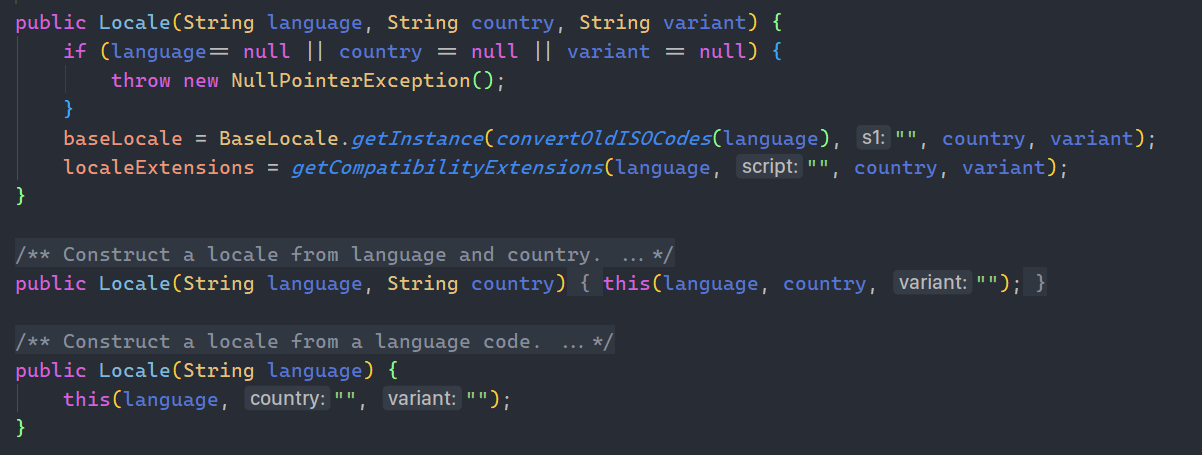 public Locale(String language, String country, String variant) {
if (language== null || country == null || variant == null) {
throw new NullPointerException();
}
baseLocale = BaseLocale.getInstance(convertOldISOCodes(language), s1: "", country, variant);
localeExtensions = getCompatibilityExtensions(language, script: "", country, variant);
}
/** Construct a locale from language and country. ...*/
public Locale(String language, String country) { this(language, country, variant: ""); }
/** Construct a locale from a language code. ...*/
public Locale(String language) {
this(language, country: "", variant: "");
}